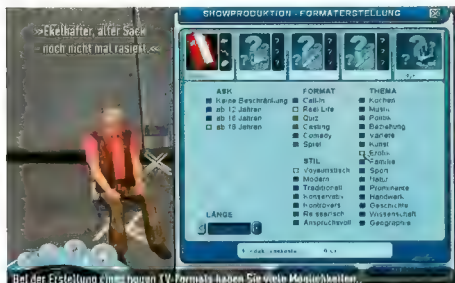 »Ekelhafter, alter Sack
- noch nicht mal rasiert.«
SHOWPRODUKTION - FORMATERSTELLUNG
ASK
Keine Beschränkung
ab 12 Jahren
ab 16 Jahren
ab 18 Jahren
LÄNGE
FORMAT
Call-In
Real Life
Quiz
Casting
Comedy
Spiel
STIL
Voyeuristisch
Modern
Traditionell
Konservativ
Kontrovers
Reisserisch
Anspruchsvoll
THEMA
Kochen
Musik
Politik
Beziehung
Varieté
Kunst
Erotik
Familie
Sport
Natur
Prominente
Handwerk
Geschichte
Wissenschaft
Geographie
Bei der Erstellung eines neuen TV-Formats haben Sie viele Möglichkeiten.